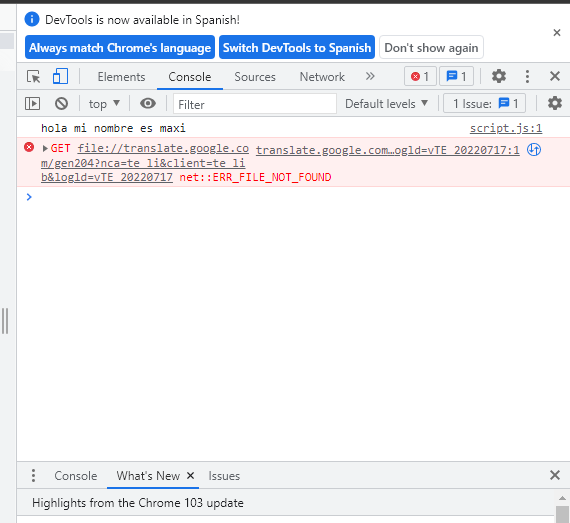 DevTools is now available in Spanish!
Always match Chrome's language Switch DevTools to Spanish Don't show again
Elements Console Sources Network » 1 1
top Filter Default levels 1 Issue: 1
hola mi nombre es maxi script.js:1
GET file://translate.google.co translate.google.com…ogld=vTE_20220717:1
m/gen204?nca=te_li&client=te_li
b&logld=vTE_20220717 net::ERR_FILE_NOT_FOUND
Console What's New Issues
Highlights from the Chrome 103 update